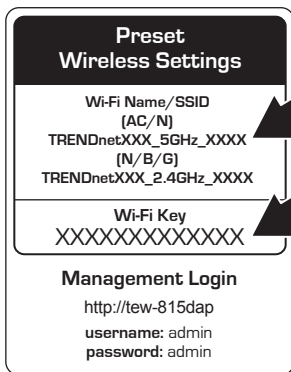 Preset
Wireless Settings
Wi-Fi Name/SSID
(AC/N)
TRENDnetXXX_5GHz_XXXX
(N/B/G)
TRENDnetXXX_2.4GHz_XXXX
Wi-Fi Key
XXXXXXXXXXXXX
Management Login
http://tew-815dap
username: admin
password: admin